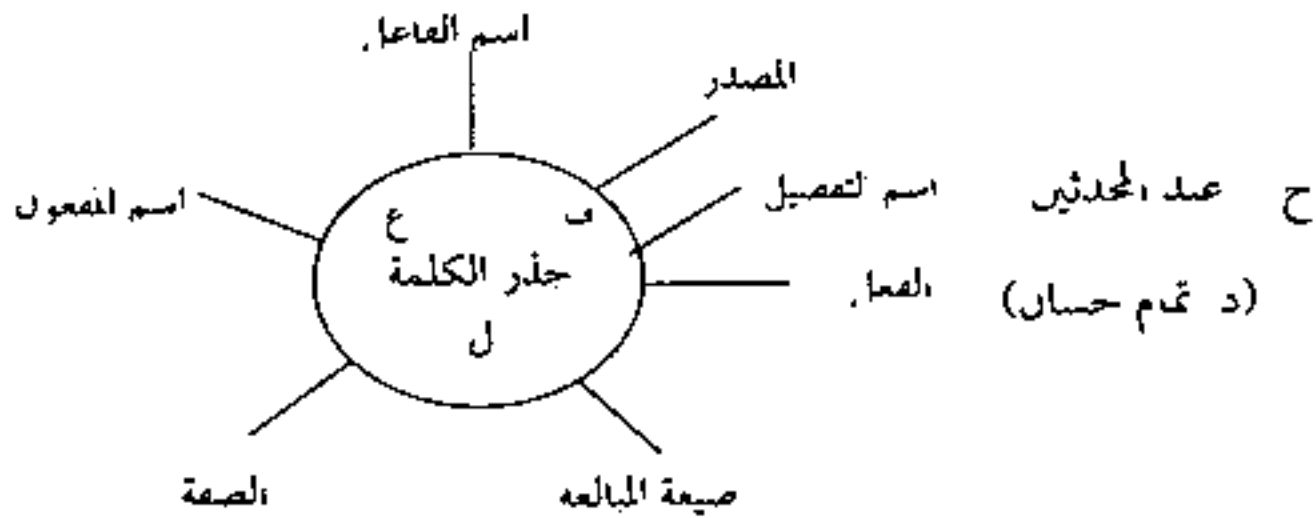 اسم الفاعل
المصدر
ح عند المحدثين
(د تمام حسان)
اسم التفضيل
الفعل
اسم المفعول
ف
ع
جذر الكلمة
ل
صيغة المبالغة
الصفة